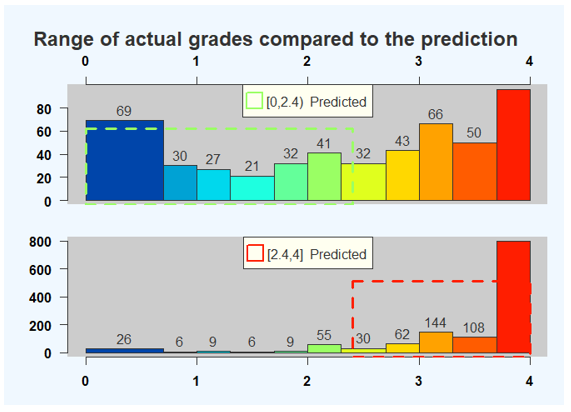 Range of actual grades compared to the prediction
0 1 2 3 4
[0,2.4) Predicted
80
60
40
20
0
69 30 27 21 32 41 32 43 66 50
[2.4,4] Predicted
800
600
400
200
0
26 6 9 6 9 55 30 62 144 108
0 1 2 3 4